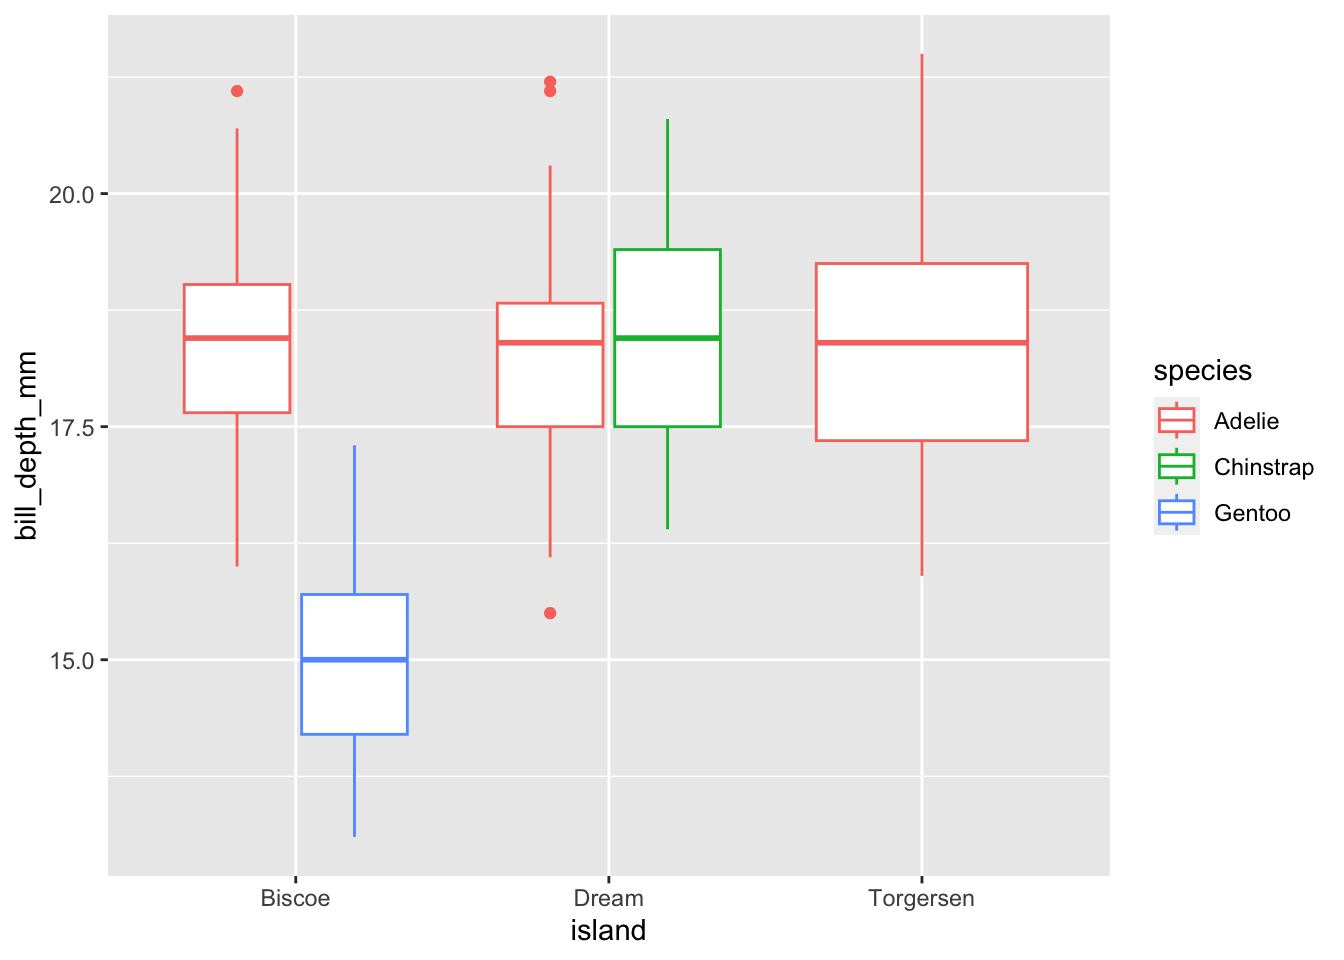 bill_depth_mm
20.0
17.5
15.0
Biscoe
Dream
Torgersen
island
species
Adelie
Chinstrap
Gentoo